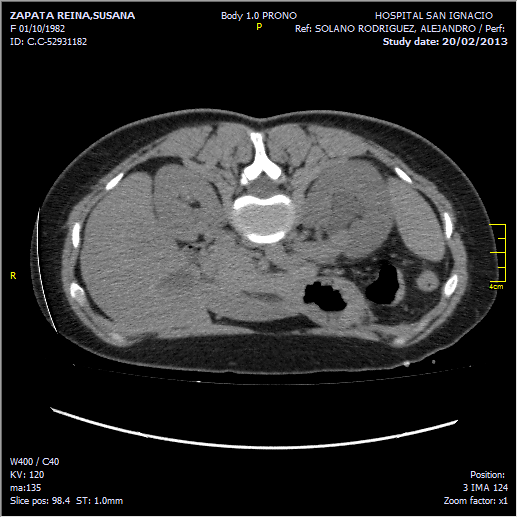 ZAPATA REINA,SUSANA
F 01/10/1982
ID: C.C-52931182
Body 1.0 PRONO
P
HOSPITAL SAN IGNACIO
Ref: SOLANO RODRIGUEZ, ALEJANDRO / Perf:
Study date: 20/02/2013
R
4cm
W400 / C40
KV: 120
ma:135
Slice pos: 98.4 ST: 1.0mm
Position:
3 IMA 124
Zoom factor: x1